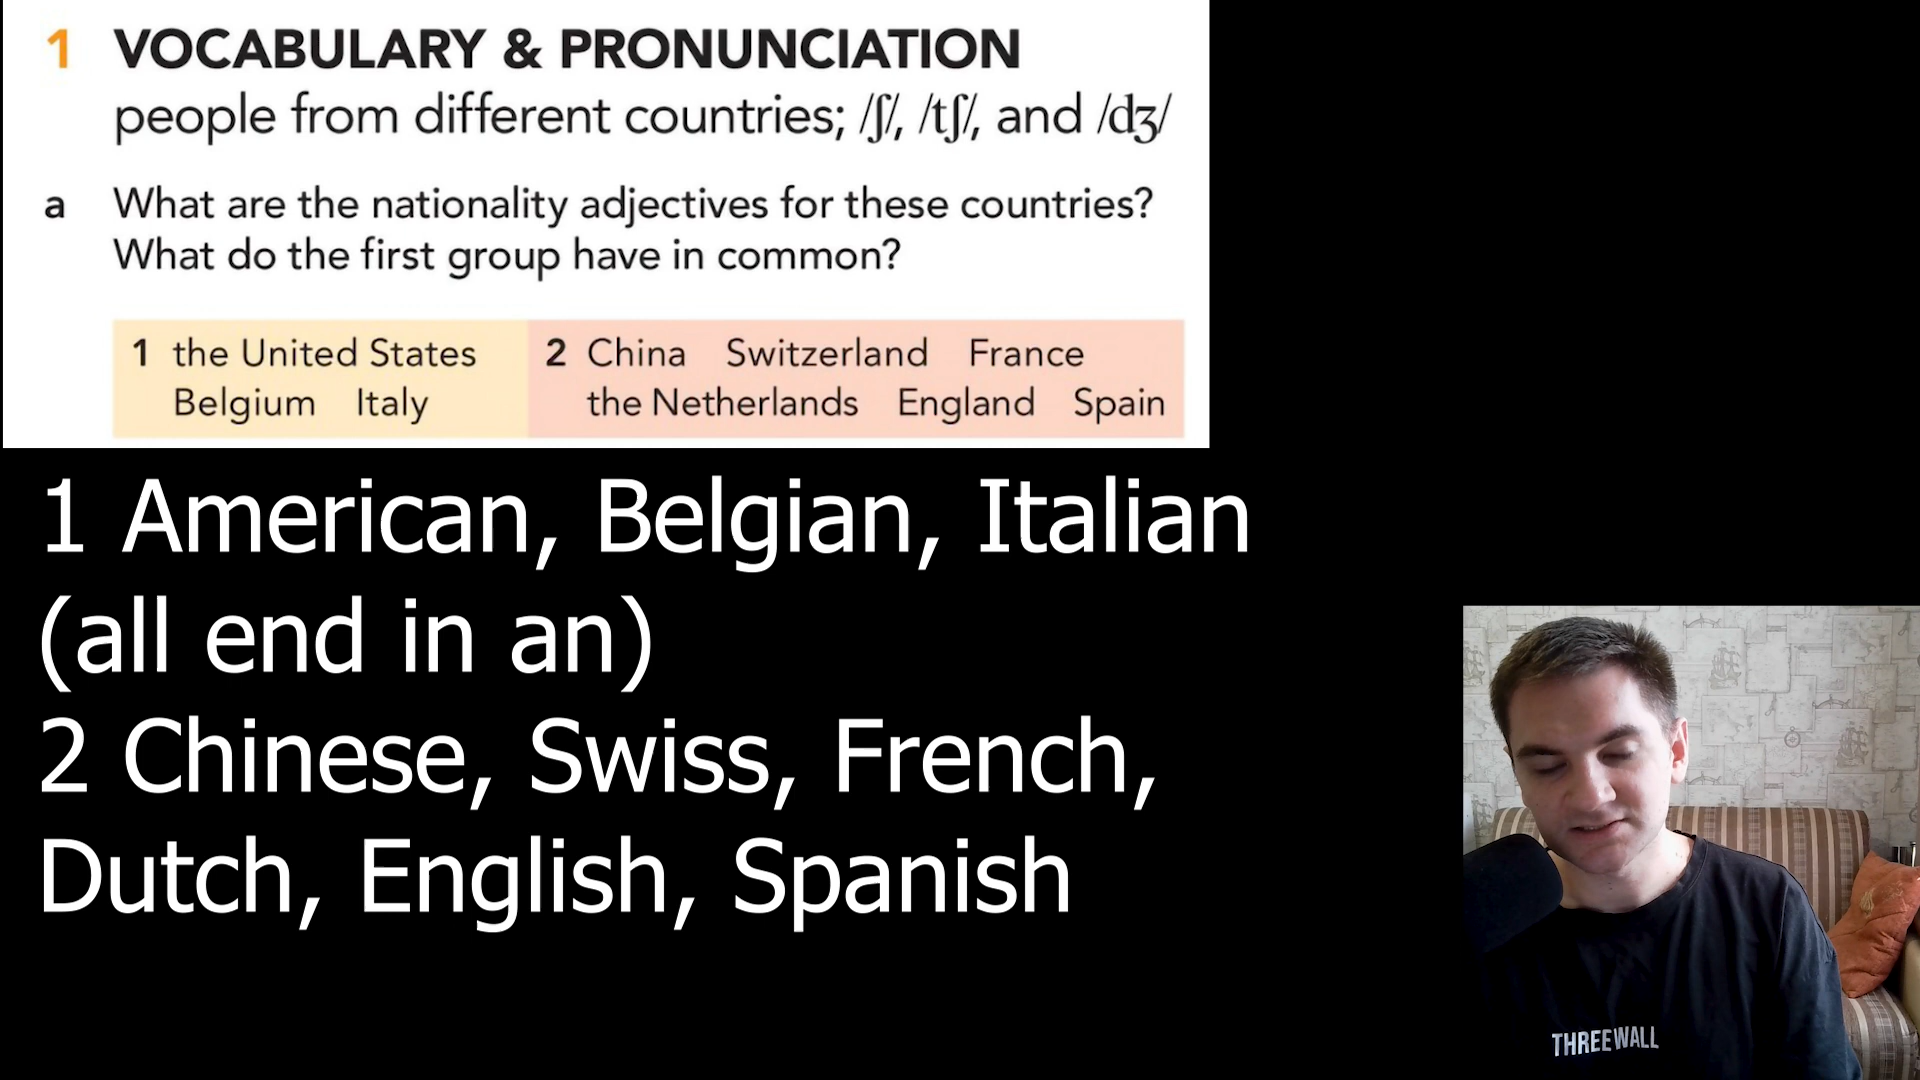 1 VOCABULARY & PRONUNCIATION
people from different countries; /ʃ/, /tʃ/, and /dʒ/
a What are the nationality adjectives for these countries?
What do the first group have in common?
1 the United States
Belgium Italy
2 China Switzerland France
the Netherlands England Spain
1 American, Belgian, Italian
(all end in an)
2 Chinese, Swiss, French,
Dutch, English, Spanish
THREEWALL